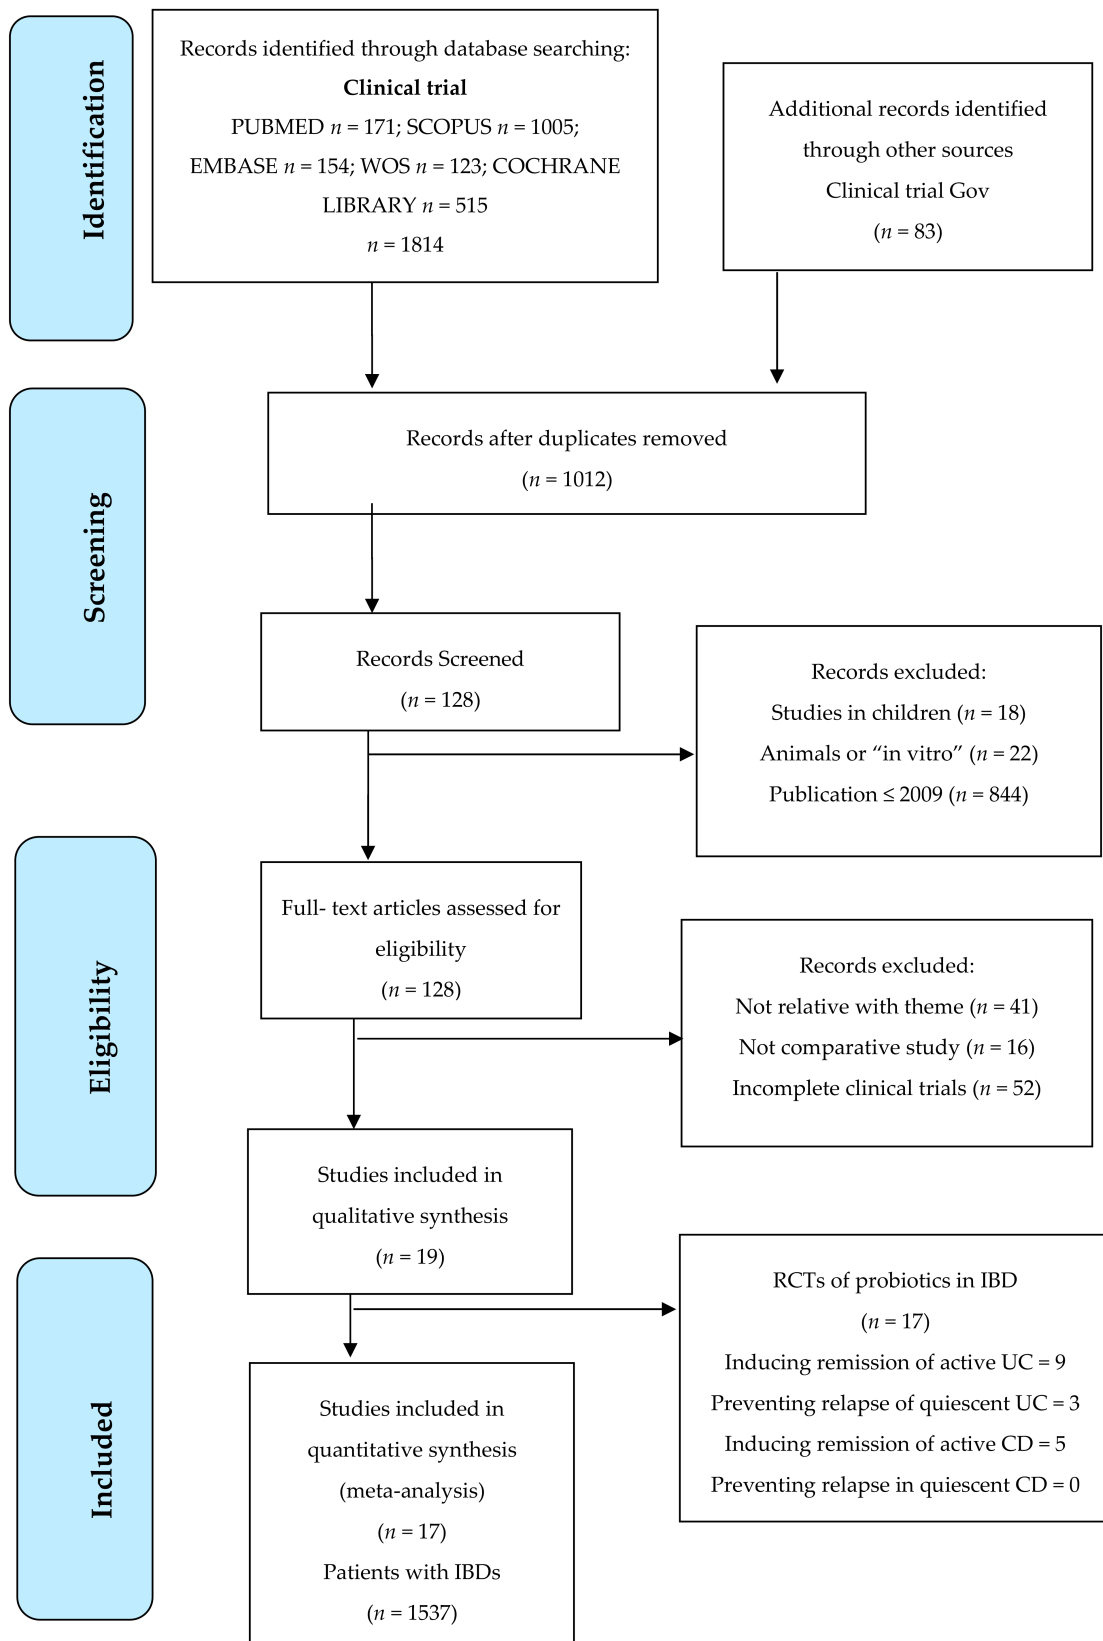 Identification
Records identified through database searching:
Clinical trial
PUBMED n = 171; SCOPUS n = 1005;
EMBASE n = 154; WOS n = 123; COCHRANE
LIBRARY n = 515
n = 1814
Additional records identified
through other sources
Clinical trial Gov
(n = 83)
Screening
Records after duplicates removed
(n = 1012)
Records Screened
(n = 128)
Records excluded:
Studies in children (n = 18)
Animals or “in vitro” (n = 22)
Publication ≤ 2009 (n = 844)
Eligibility
Full- text articles assessed for
eligibility
(n = 128)
Records excluded:
Not relative with theme (n = 41)
Not comparative study (n = 16)
Incomplete clinical trials (n = 52)
Studies included in
qualitative synthesis
(n = 19)
Included
RCTs of probiotics in IBD
(n = 17)
Inducing remission of active UC = 9
Preventing relapse of quiescent UC = 3
Inducing remission of active CD = 5
Preventing relapse in quiescent CD = 0
Studies included in
quantitative synthesis
(meta-analysis)
(n = 17)
Patients with IBDs
(n = 1537)